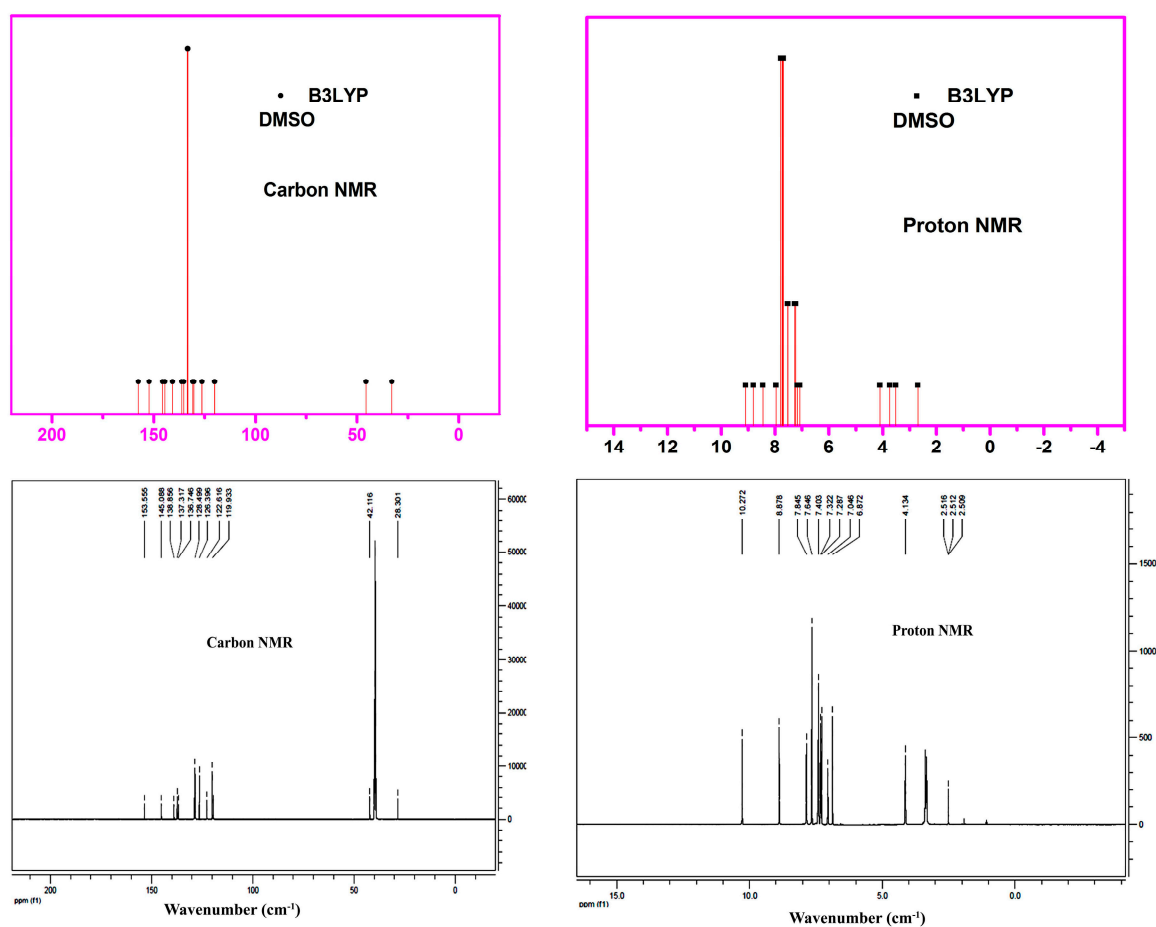 B3LYP
DMSO
Carbon NMR
200 150 100 50 0
B3LYP
DMSO
Proton NMR
14 12 10 8 6 4 2 0 -2 -4
153.555
145.088
138.856
137.317
136.746
128.499
126.396
122.616
119.933
42.116
28.301
Carbon NMR
60000
50000
40000
30000
20000
10000
0
200 150 100 50 0
ppm (f1)
Wavenumber (cm-1)
10.272
8.878
7.845
7.646
7.403
7.322
7.287
7.046
6.872
4.134
2.516
2.512
2.509
Proton NMR
1500
1000
500
0
15.0 10.0 5.0 0.0
ppm (f1)
Wavenumber (cm-1)